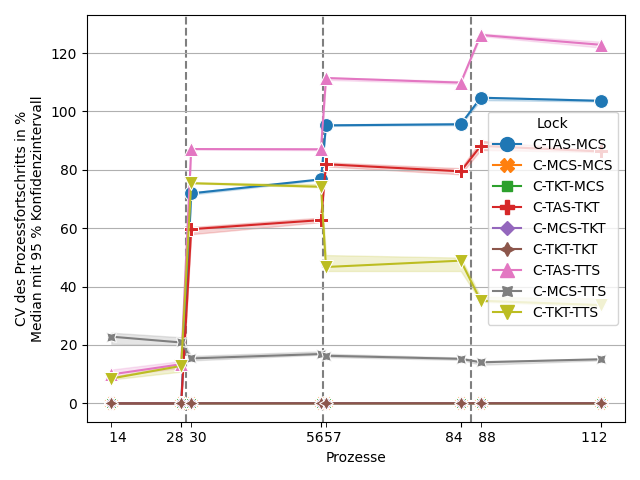 CV des Prozessfortschritts in %
Median mit 95 % Konfidenzintervall
120
100
80
60
40
20
0
Lock
C-TAS-MCS
C-MCS-MCS
C-TKT-MCS
C-TAS-TKT
C-MCS-TKT
C-TKT-TKT
C-TAS-TTS
C-MCS-TTS
C-TKT-TTS
14 28 30 56 57 84 88 112
Prozesse